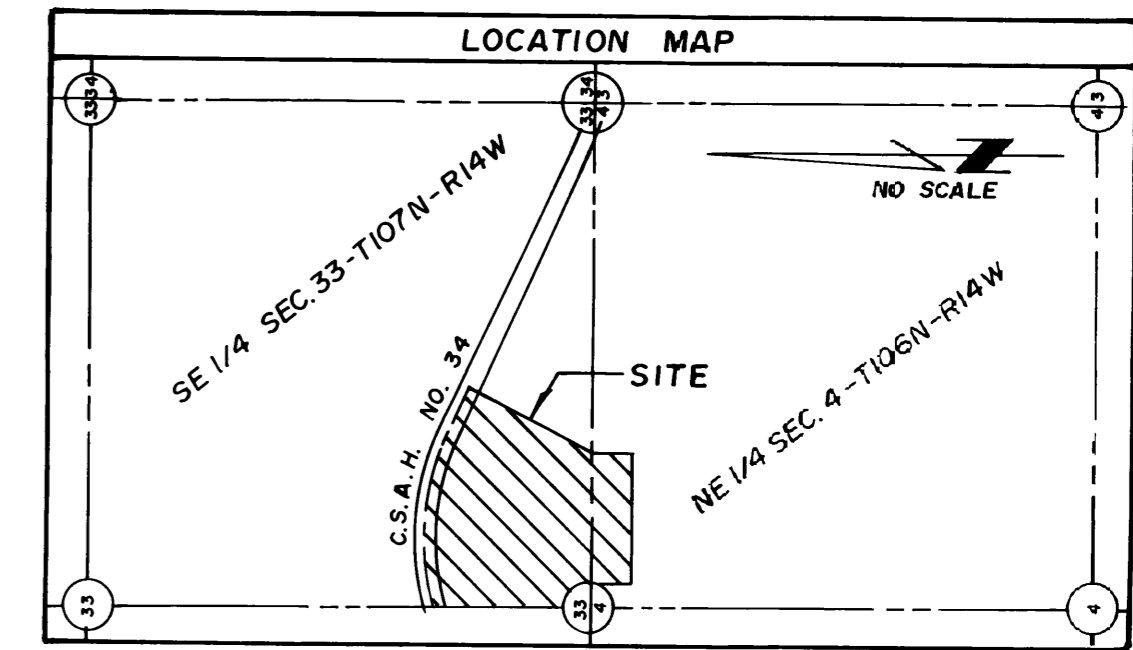 LOCATION MAP
33 34
33 34
4 3
4 3
NO SCALE
SE 1/4 SEC. 33-T107N-R14W
C.S.A.H. NO. 34
SITE
NE 1/4 SEC. 4-T106N-R14W
33
33
4
4